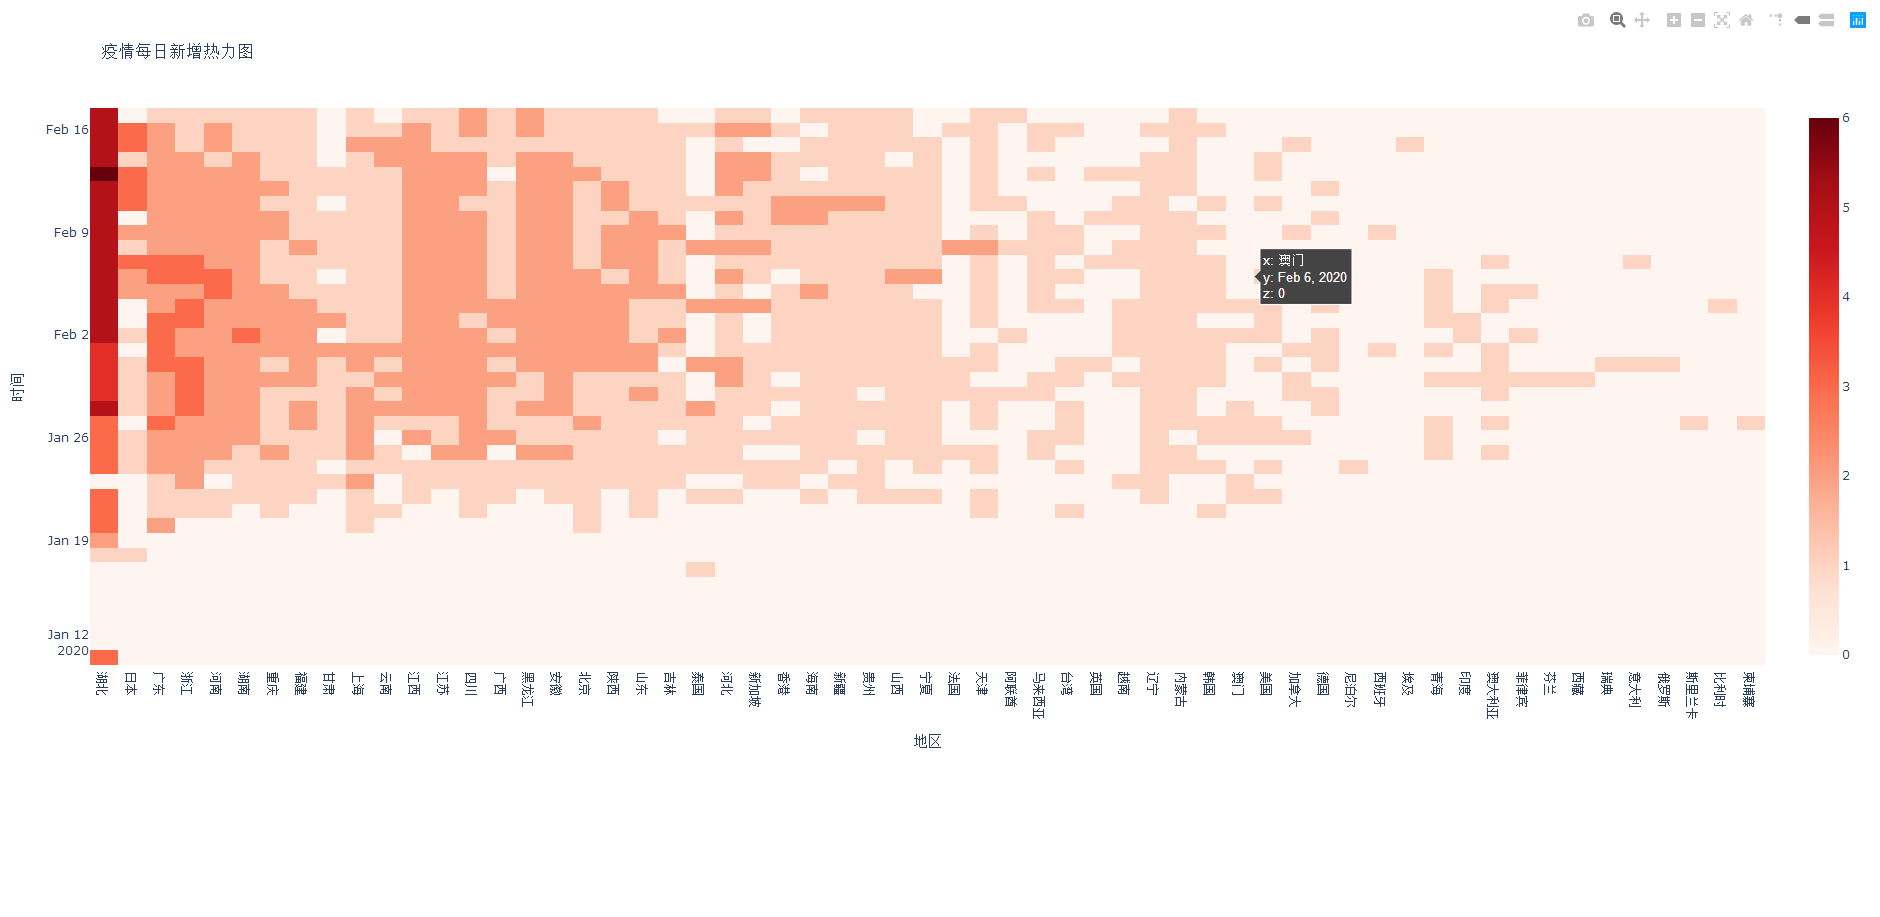 疫情每日新增热力图
Feb 16
Feb 9
Feb 2
Jan 26
Jan 19
Jan 12
2020
时间
x: 澳门
y: Feb 6, 2020
z: 0
6
5
4
3
2
1
0
湖北
日本
广东
浙江
河南
湖南
重庆
福建
甘肃
上海
云南
江西
江苏
四川
广西
黑龙江
安徽
北京
陕西
山东
吉林
泰国
河北
新加坡
香港
海南
新疆
贵州
山西
宁夏
法国
天津
阿联酋
马来西亚
台湾
英国
越南
辽宁
内蒙古
韩国
澳门
美国
加拿大
德国
尼泊尔
西班牙
埃及
青海
印度
澳大利亚
菲律宾
芬兰
西藏
瑞典
意大利
俄罗斯
斯里兰卡
比利时
柬埔寨
地区